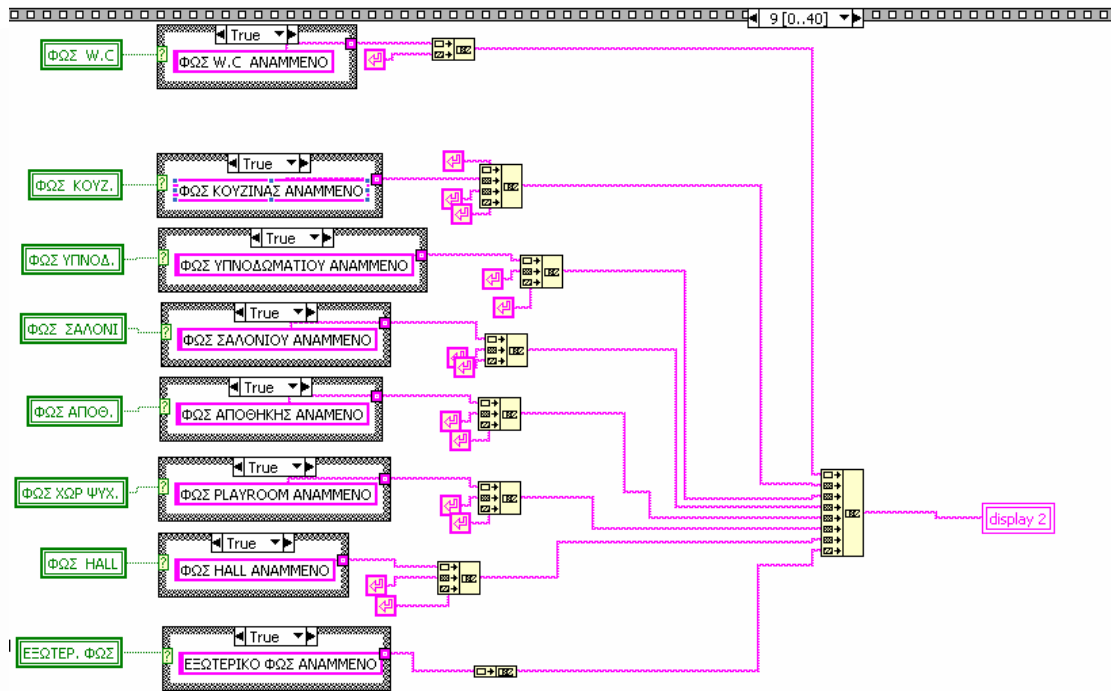 9 [0..40]
True
ΦΩΣ W.C
ΦΩΣ W.C ΑΝΑΜΜΕΝΟ
True
ΦΩΣ ΚΟΥΖ.
ΦΩΣ ΚΟΥΖΙΝΑΣ ΑΝΑΜΜΕΝΟ
True
ΦΩΣ ΥΠΝΟΔ.
ΦΩΣ ΥΠΝΟΔΩΜΑΤΙΟΥ ΑΝΑΜΜΕΝΟ
True
ΦΩΣ ΣΑΛΟΝΙ
ΦΩΣ ΣΑΛΟΝΙΟΥ ΑΝΑΜΜΕΝΟ
True
ΦΩΣ ΑΠΟΘ.
ΦΩΣ ΑΠΟΘΗΚΗΣ ΑΝΑΜΕΝΟ
True
ΦΩΣ ΧΩΡ ΨΥΧ.
ΦΩΣ PLAYROOM ΑΝΑΜΜΕΝΟ
display 2
True
ΦΩΣ HALL
ΦΩΣ HALL ΑΝΑΜΜΕΝΟ
True
ΕΞΩΤΕΡ. ΦΩΣ
ΕΞΩΤΕΡΙΚΟ ΦΩΣ ΑΝΑΜΜΕΝΟ